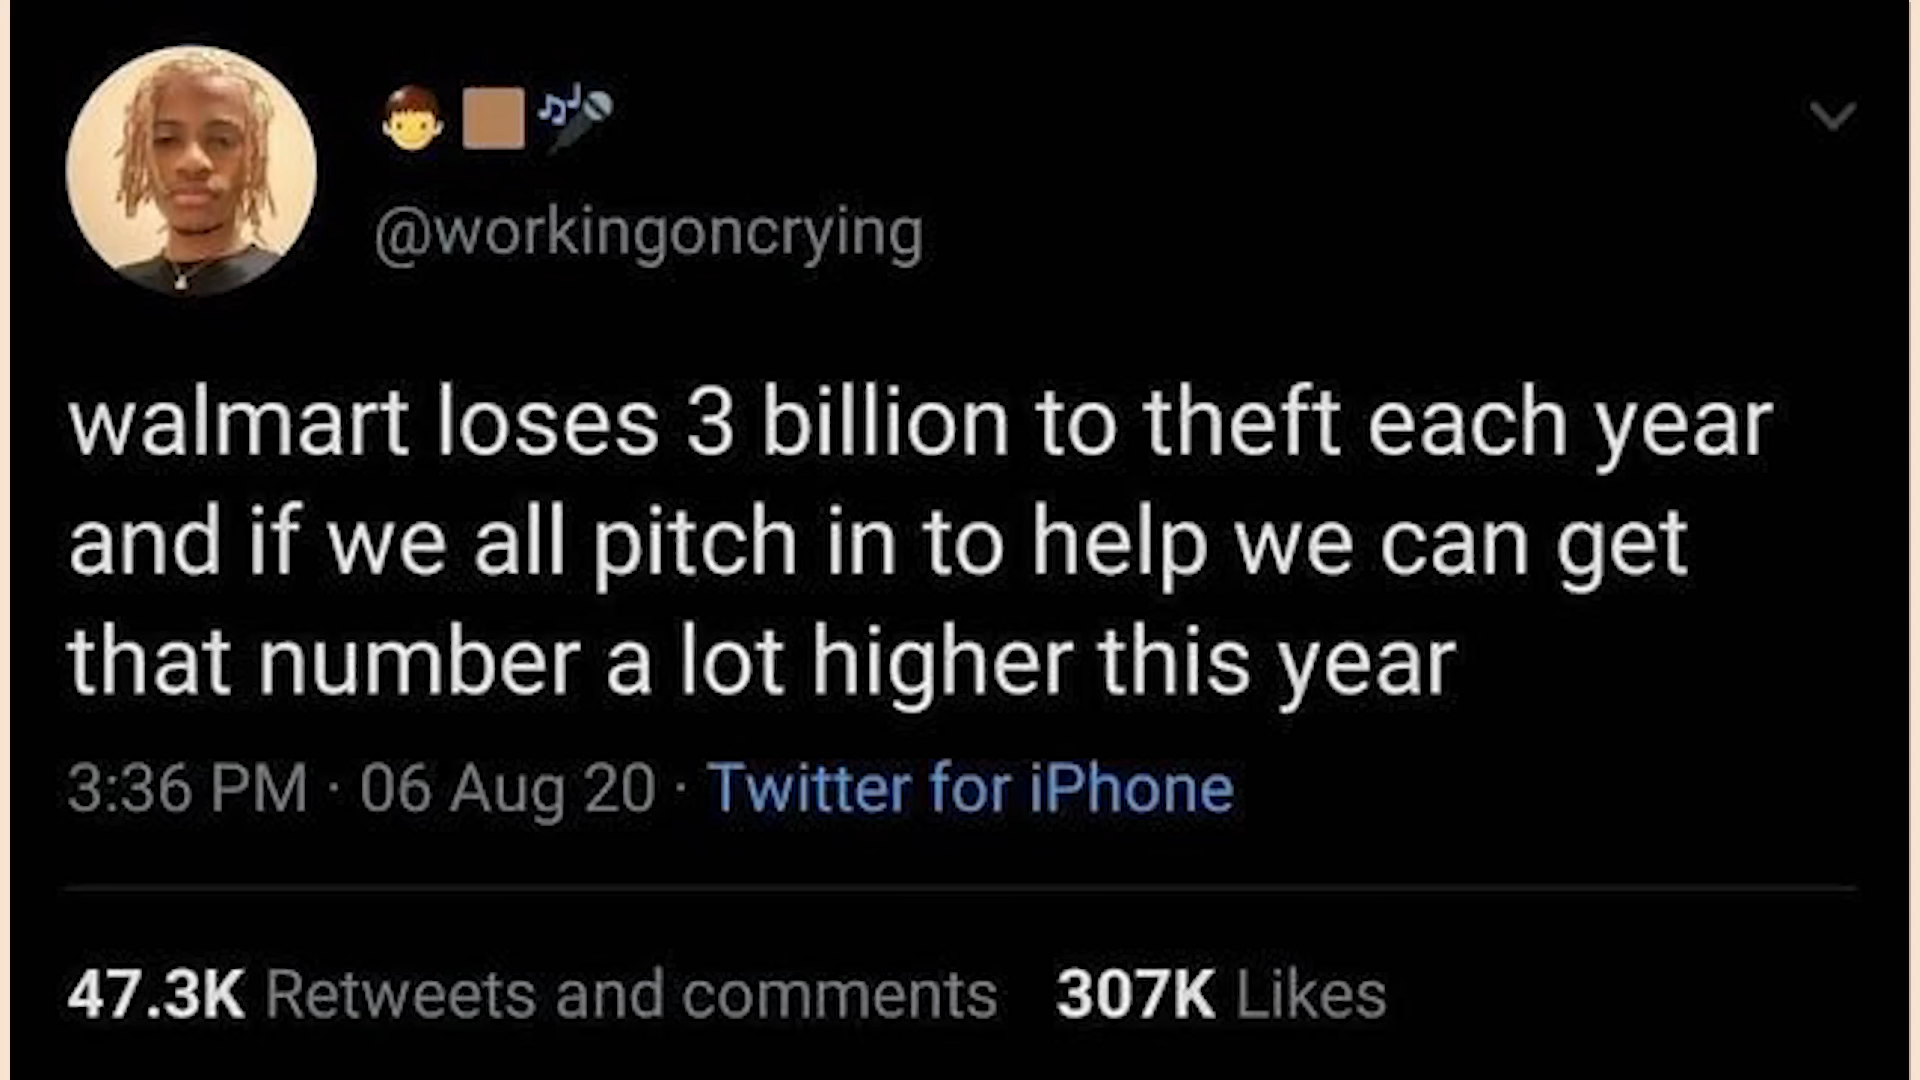 @workingoncrying
walmart loses 3 billion to theft each year
and if we all pitch in to help we can get
that number a lot higher this year
3:36 PM · 06 Aug 20 · Twitter for iPhone
47.3K Retweets and comments 307K Likes